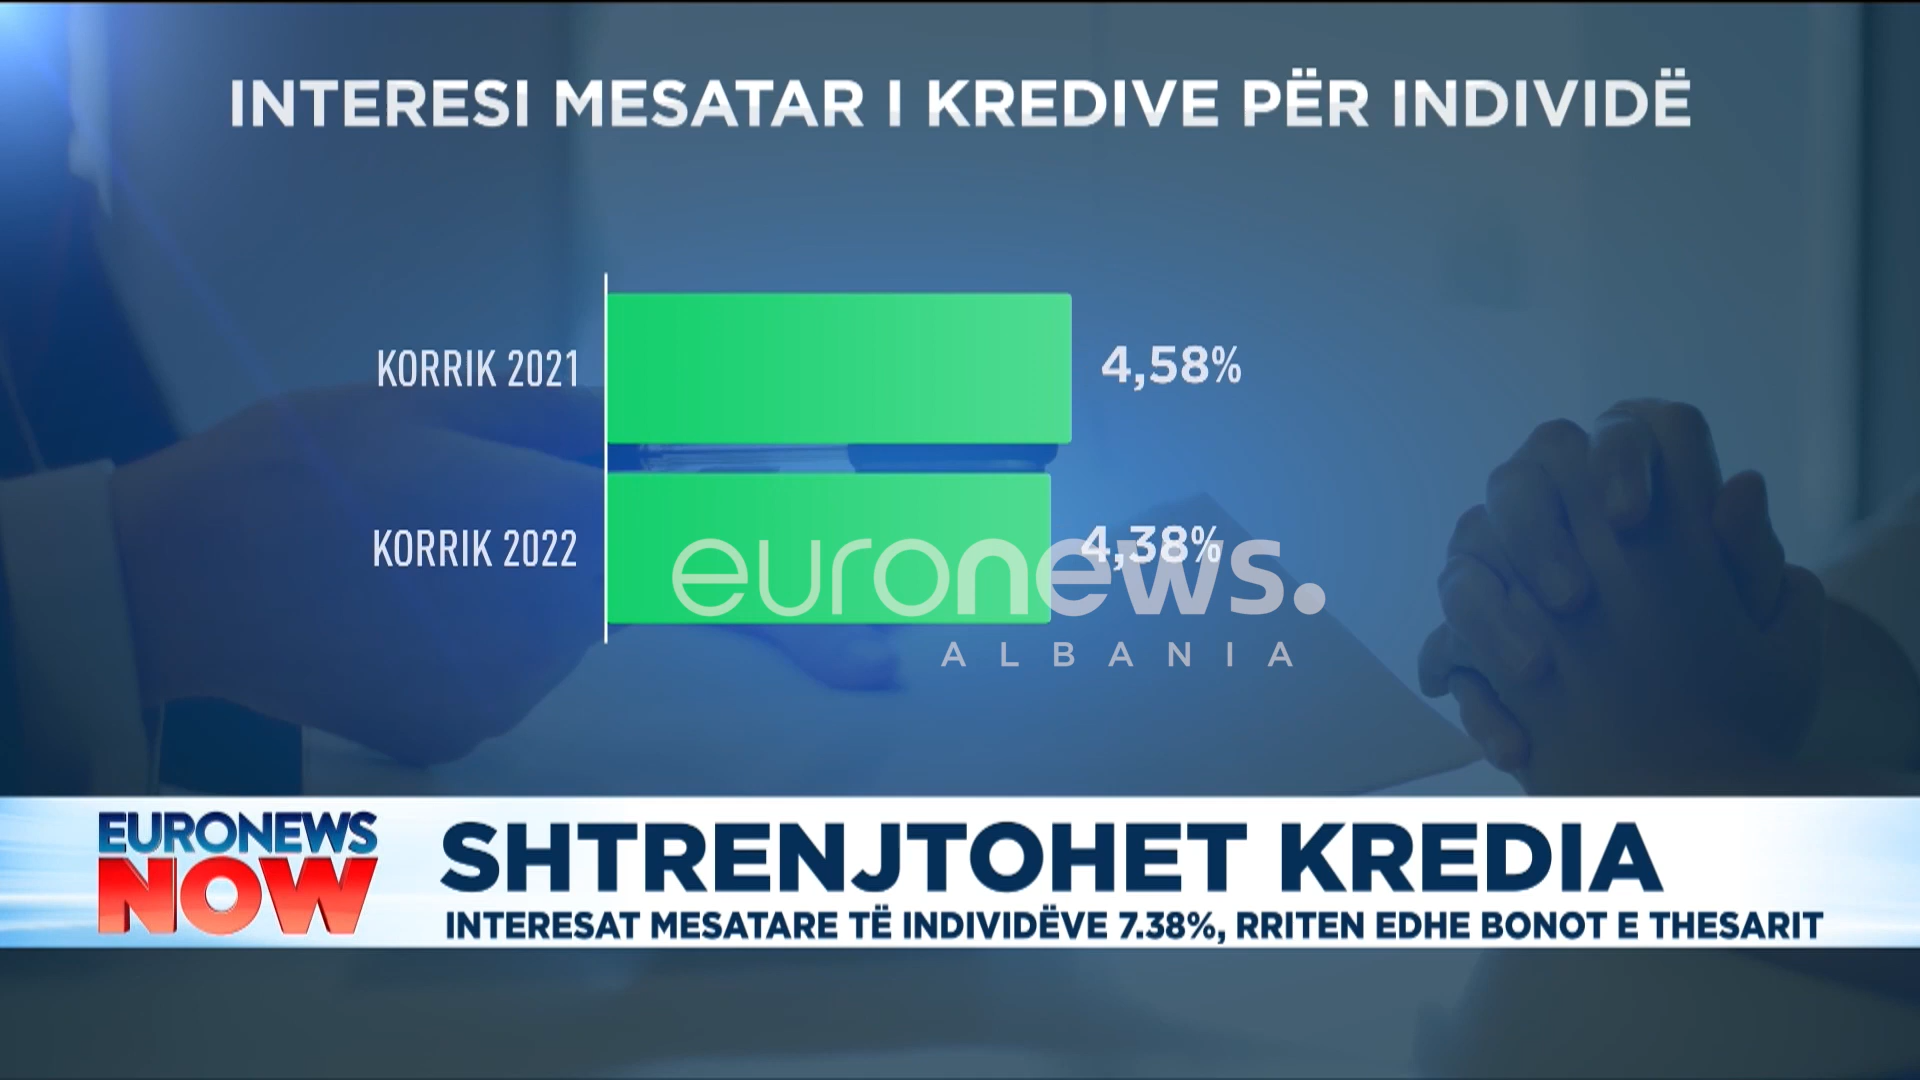 INTERESI MESATAR I KREDIVE PËR INDIVIDË
KORRIK 2021
4,58%
KORRIK 2022
4,38%
euronews.
ALBANIA
EURONEWS
NOW
SHTRENJTOHET KREDIA
INTERESAT MESATARE TË INDIVIDËVE 7.38%, RRITEN EDHE BONOT E THESARIT